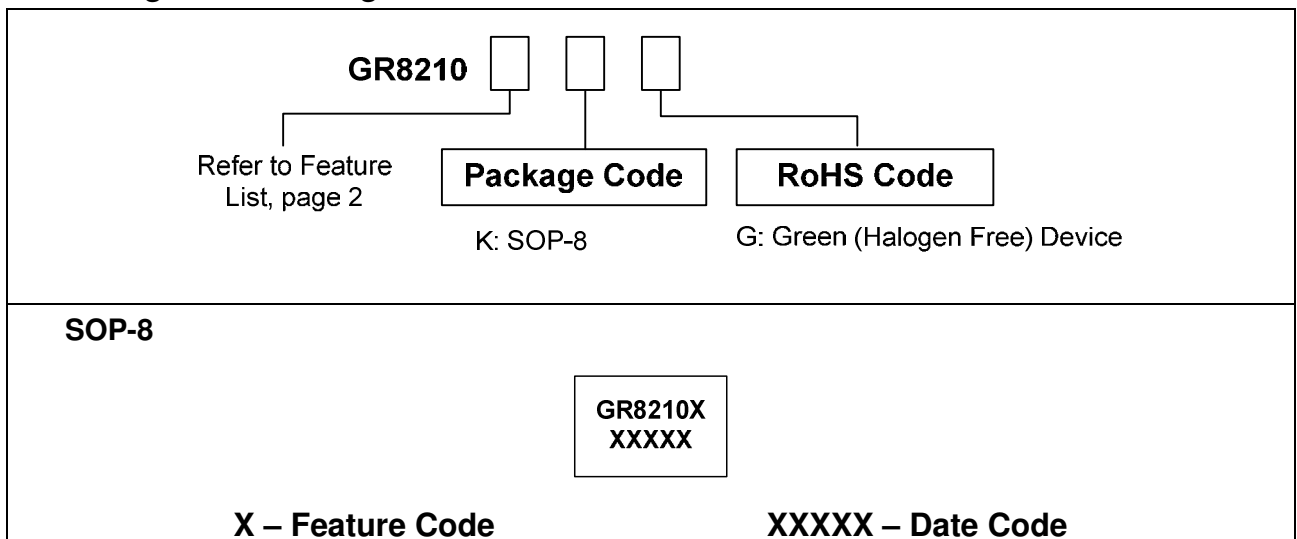 GR8210
Refer to Feature
List, page 2
Package Code
RoHS Code
K: SOP-8
G: Green (Halogen Free) Device
SOP-8
GR8210X
XXXXX
X – Feature Code
XXXXX – Date Code